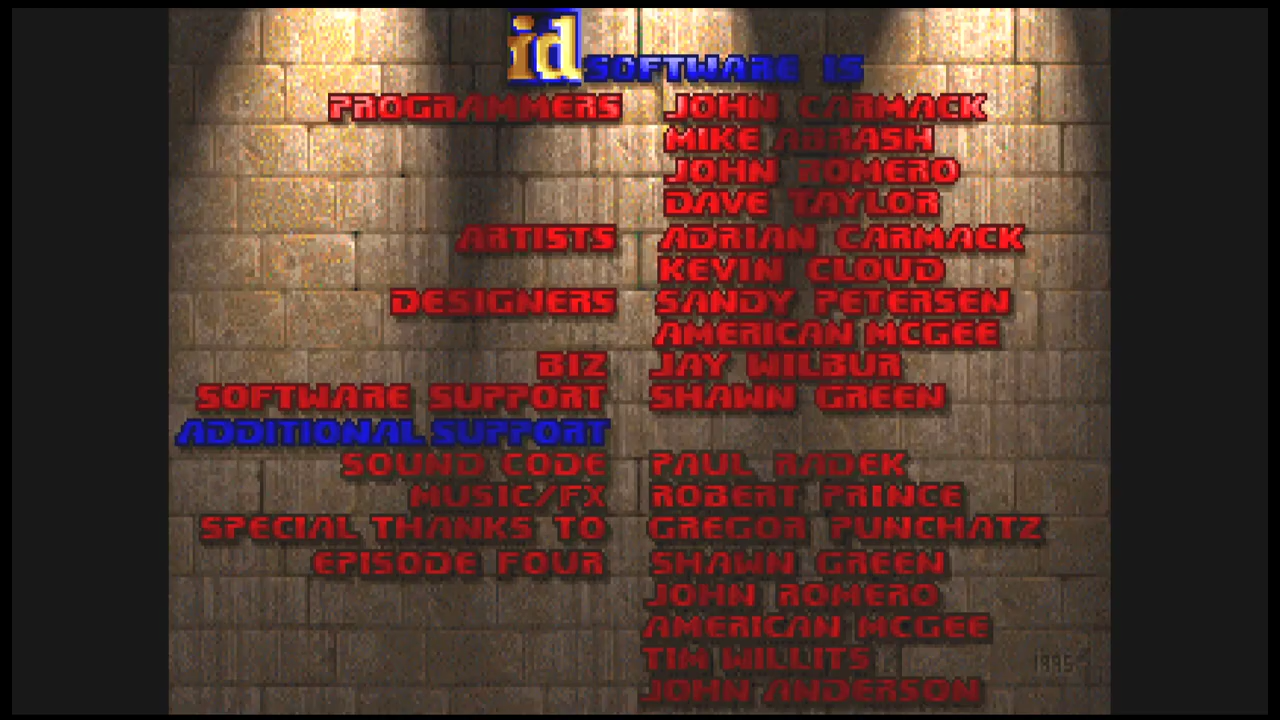 id SOFTWARE IS
PROGRAMMERS JOHN CARMACK
MIKE ABRASH
JOHN ROMERO
DAVE TAYLOR
ARTISTS ADRIAN CARMACK
KEVIN CLOUD
DESIGNERS SANDY PETERSEN
AMERICAN MCGEE
BIZ JAY WILBUR
SOFTWARE SUPPORT SHAWN GREEN
ADDITIONAL SUPPORT
SOUND CODE PAUL RADEK
MUSIC/FX ROBERT PRINCE
SPECIAL THANKS TO GREGOR PUNCHATZ
EPISODE FOUR SHAWN GREEN
JOHN ROMERO
AMERICAN MCGEE
TIM WILLITS
JOHN ANDERSON
1995